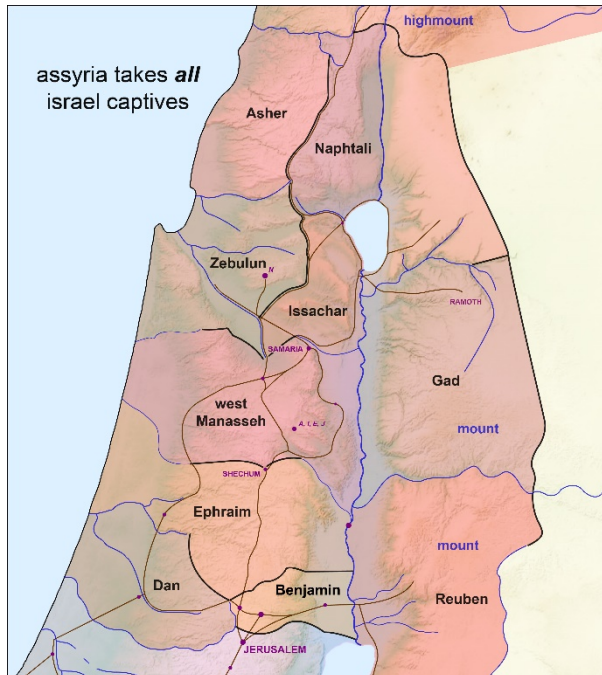 highmount
assyria takes all
israel captives
Asher
Naphtali
Zebulun
N
Issachar
RAMOTH
SAMARIA
Gad
west
Manasseh
A, T, E, J
mount
SHECHUM
Ephraim
mount
Dan
Benjamin
Reuben
JERUSALEM